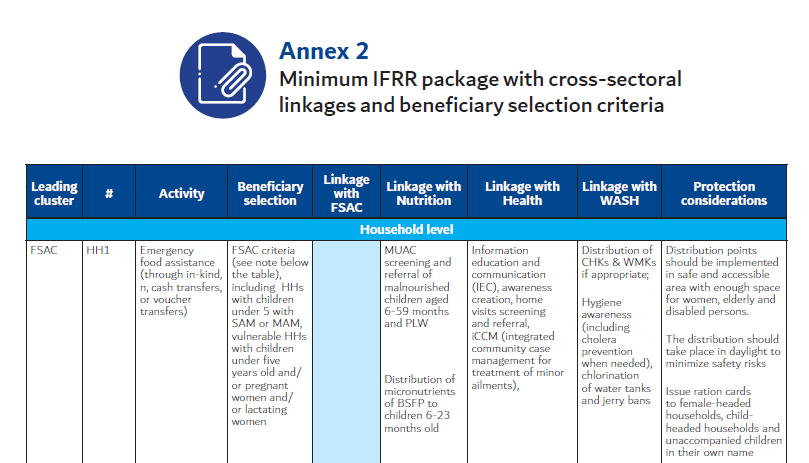 Annex 2
Minimum IFRR package with cross-sectoral
linkages and beneficiary selection criteria
Leading
cluster
#
Activity
Beneficiary
selection
Linkage
with
FSAC
Linkage with
Nutrition
Linkage with
Health
Linkage with
WASH
Protection
considerations
Household level
FSAC
HH1
Emergency
food assistance
(through in-kind,
n, cash transfers,
or voucher
transfers)
FSAC criteria
(see note below
the table),
including HHs
with children
under 5 with
SAM or MAM,
vulnerable HHs
with children
under five
years old and/
or pregnant
women and/
or lactating
women
MUAC
screening and
referral of
malnourished
children aged
6-59 months
and PLW
Distribution of
micronutrients
of BSFP to
children 6-23
months old
Information
education and
communication
(IEC), awareness
creation, home
visits screening
and referral,
iCCM (integrated
community case
management for
treatment of minor
ailments),
Distribution of
CHKs & WMKs
if appropriate;
Hygiene
awareness
(including
cholera
prevention
when needed),
chlorination
of water tanks
and jerry bans
Distribution points
should be implemented
in safe and accessible
area with enough space
for women, elderly and
disabled persons.
The distribution should
take place in daylight to
minimize safety risks
Issue ration cards
to female-headed
households, child-
headed households and
unaccompanied children
in their own name